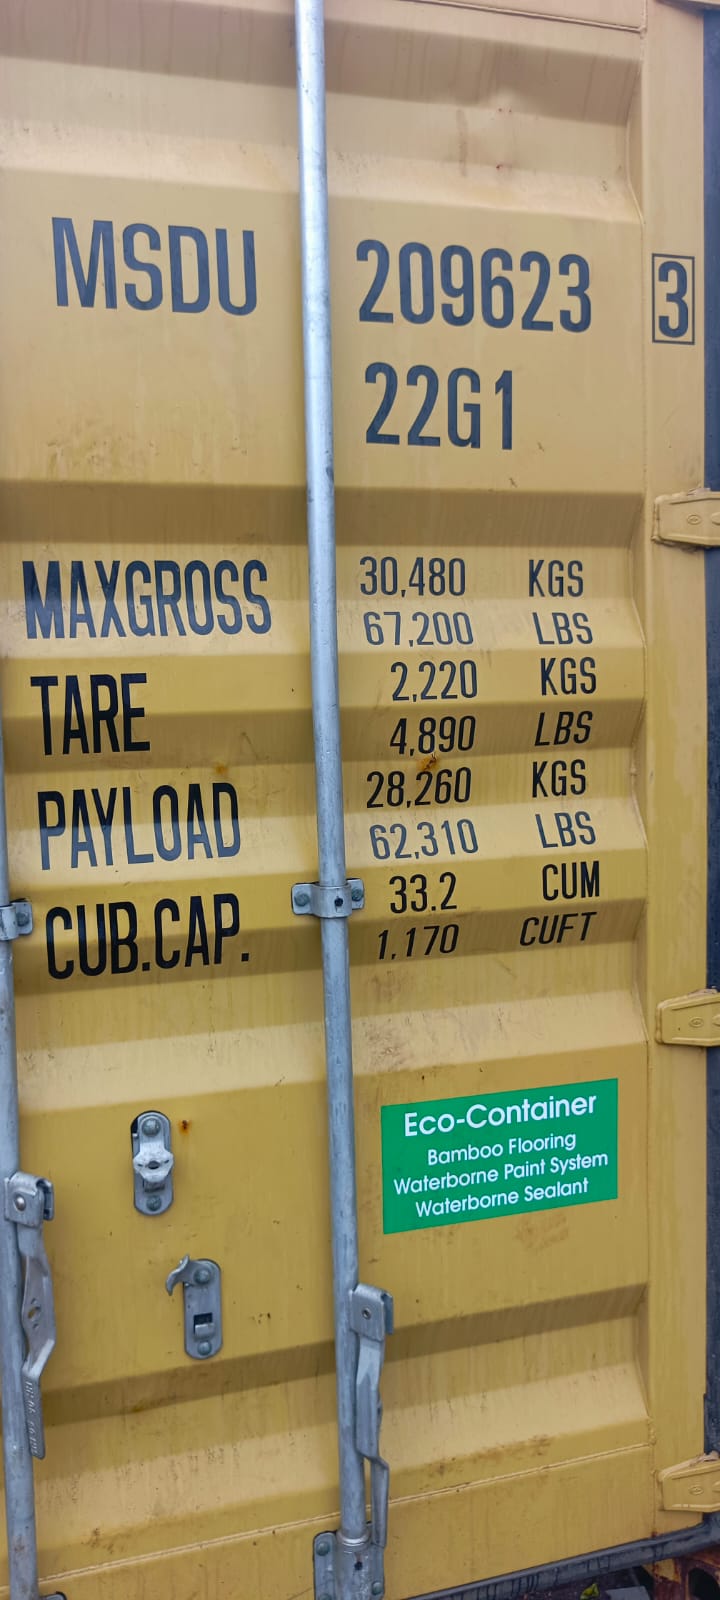 MSDU 209623 3
22G1
MAXGROSS 30,480 KGS
67,200 LBS
TARE 2,220 KGS
4,890 LBS
PAYLOAD 28,260 KGS
62,310 LBS
CUB.CAP. 33.2 CUM
1,170 CUFT
Eco-Container
Bamboo Flooring
Waterborne Paint System
Waterborne Sealant